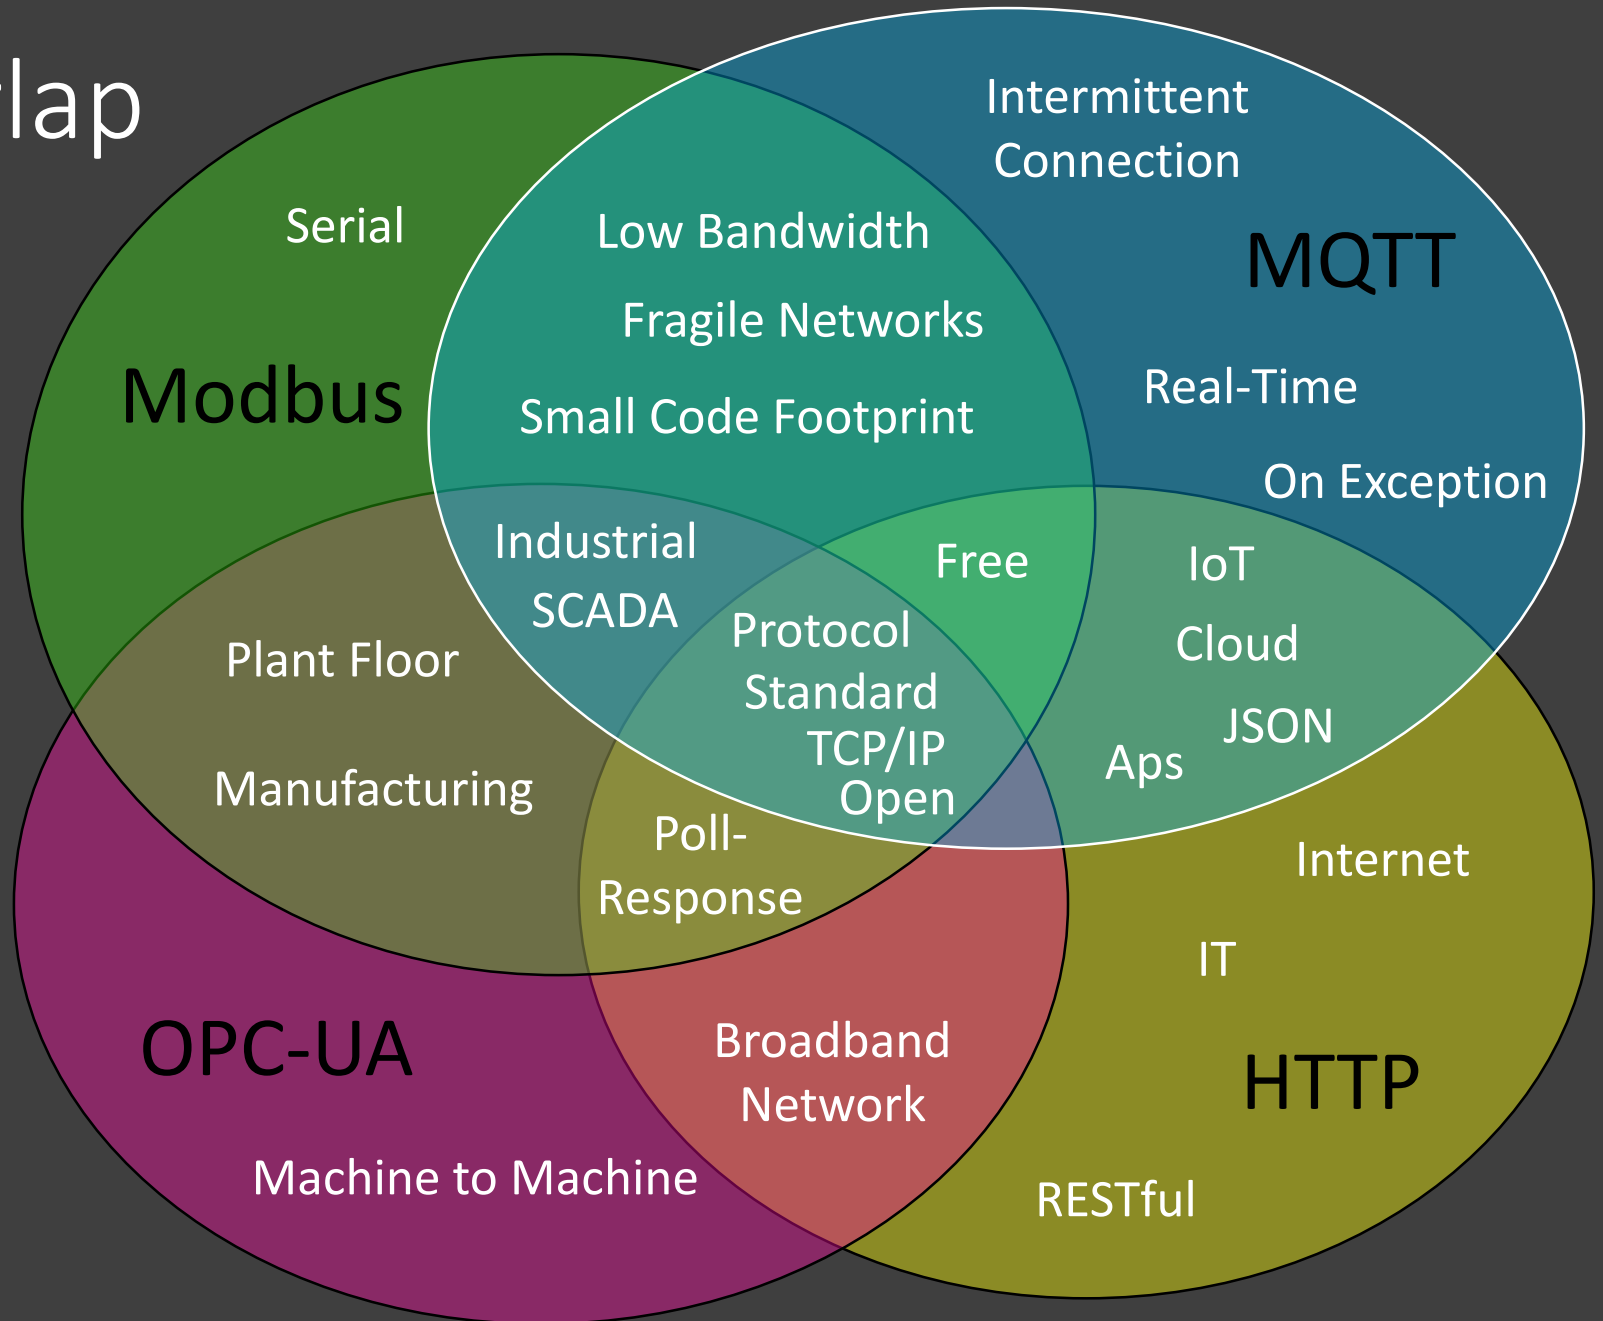 rlap
Intermittent
Connection
Serial
Low Bandwidth
MQTT
Fragile Networks
Modbus
Real-Time
Small Code Footprint
On Exception
Industrial
Free
IoT
SCADA
Protocol
Cloud
Plant Floor
Standard
JSON
TCP/IP
Aps
Manufacturing
Open
Poll-
Response
Internet
IT
OPC-UA
Broadband
Network
HTTP
Machine to Machine
RESTful